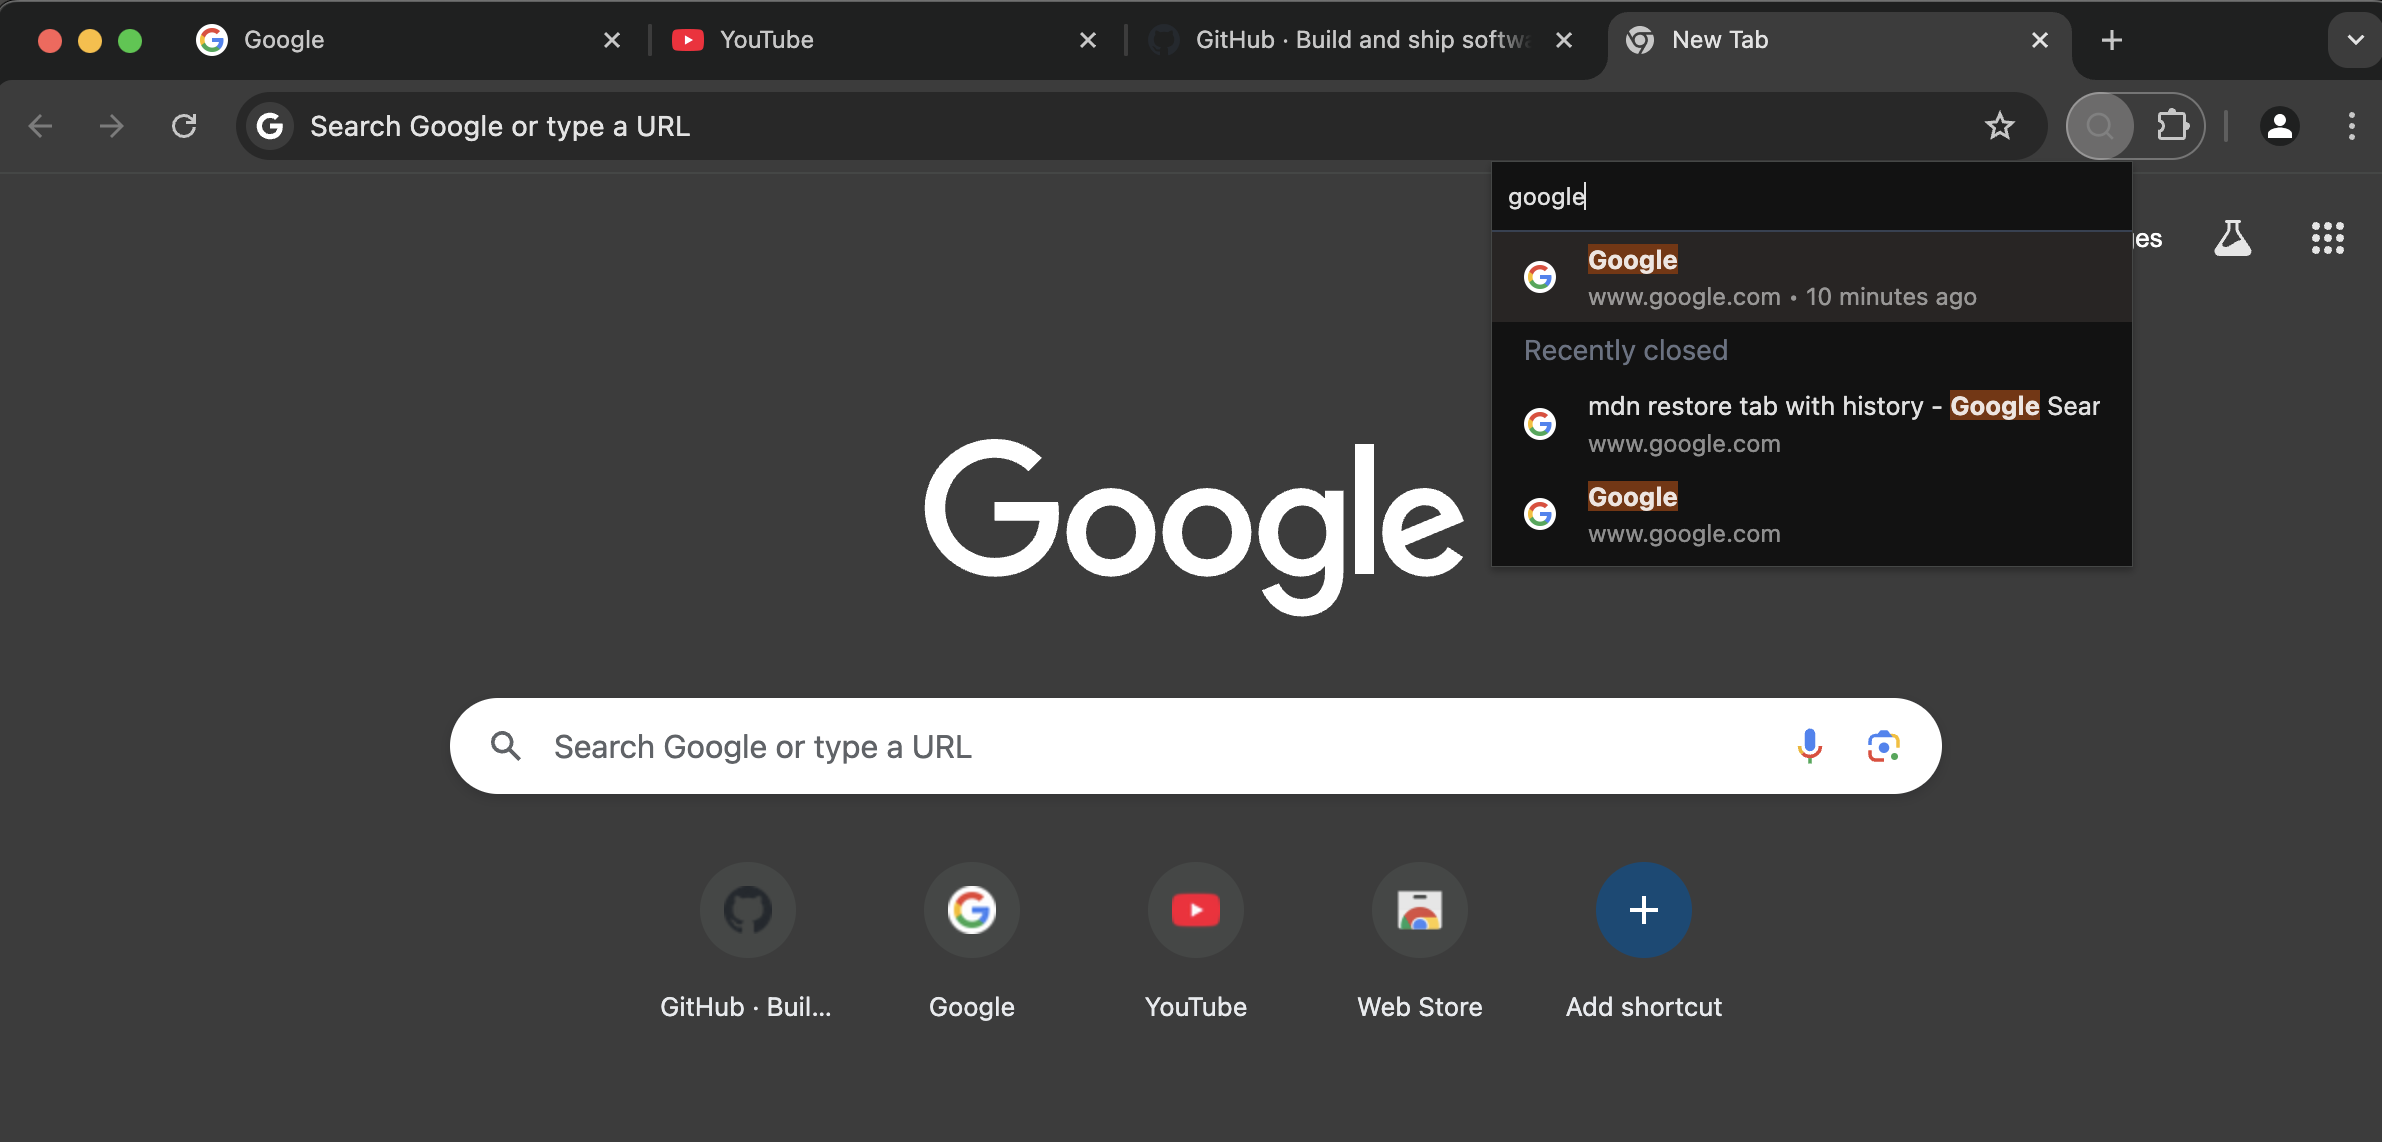 Google
YouTube
GitHub · Build and ship softwa
New Tab
Search Google or type a URL
google
Google
www.google.com • 10 minutes ago
Recently closed
mdn restore tab with history - Google Sear
www.google.com
Google
www.google.com
es
Google
Search Google or type a URL
GitHub · Buil...
Google
YouTube
Web Store
Add shortcut